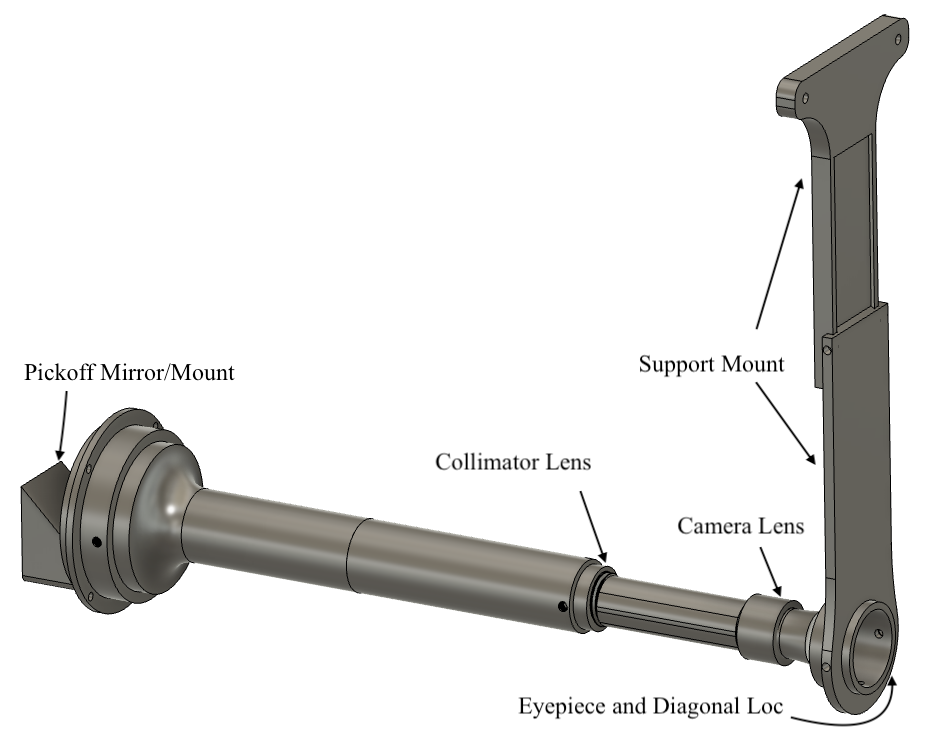 Support Mount
Pickoff Mirror/Mount
Collimator Lens
Camera Lens
Eyepiece and Diagonal Loc